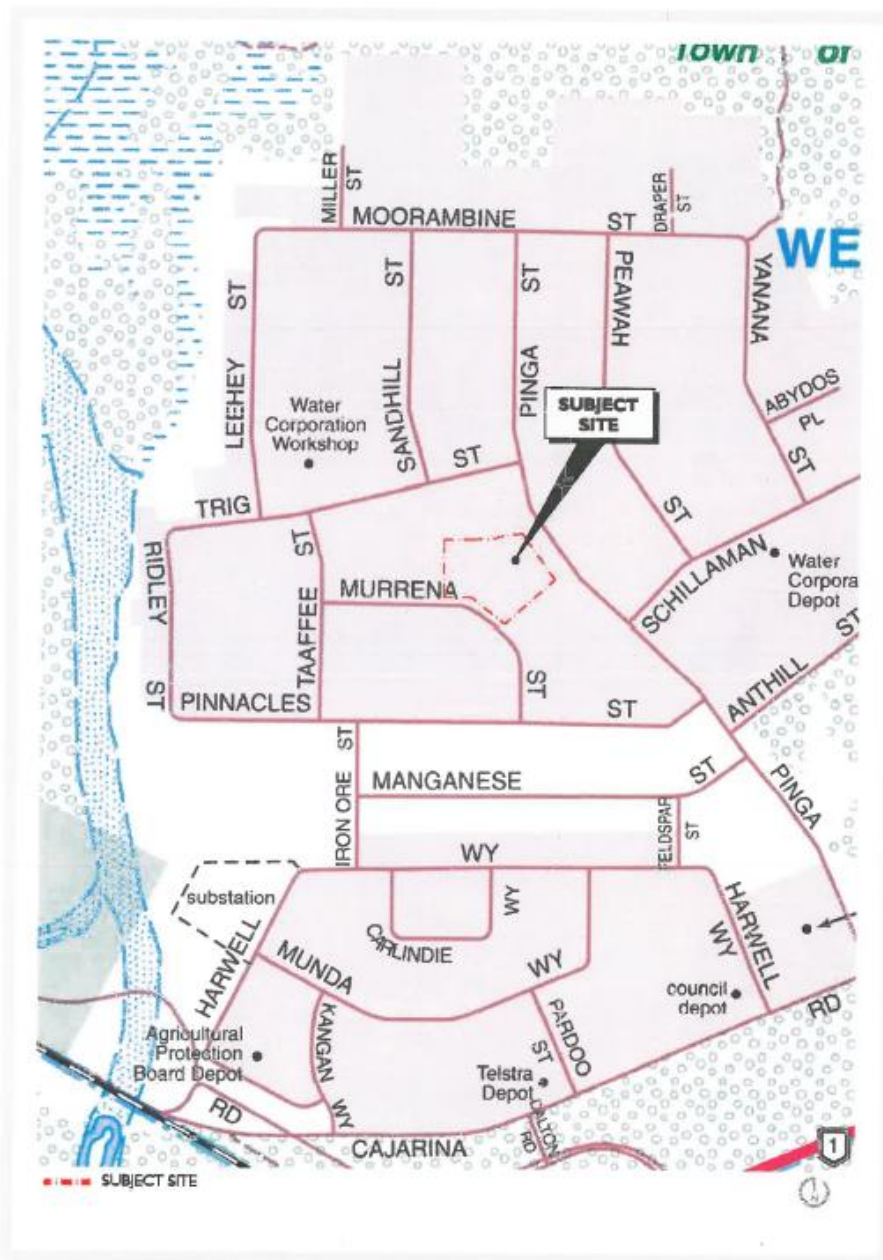 Town of
MILLER
ST
DRAPER
ST
MOORAMBINE ST
WE
LEEHEY ST
SANDHILL ST
PINGA ST
PEAWAH
ST
YANANA
ST
ABYDOS
PL
SUBJECT
SITE
Water
Corporation
Workshop
TRIG ST
RIDLEY ST
TAAFFEE ST
MURRENA
ST
SCHILLAMAN
Water
Corpora
Depot
ST
ANTHILL
PINNACLES ST
IRON ORE ST
MANGANESE ST
PINGA
FELDSPAR
ST
WY
substation
HARWELL
CARLINDIE
WY
MUNDA
WY
HARWELL
WY
council
depot
RD
Agricultural
Protection
Board Depot
KANGAN
WY
PARDOO
ST
Telstra
Depot
DALTON
RD
RD
CAJARINA
1
SUBJECT SITE
N